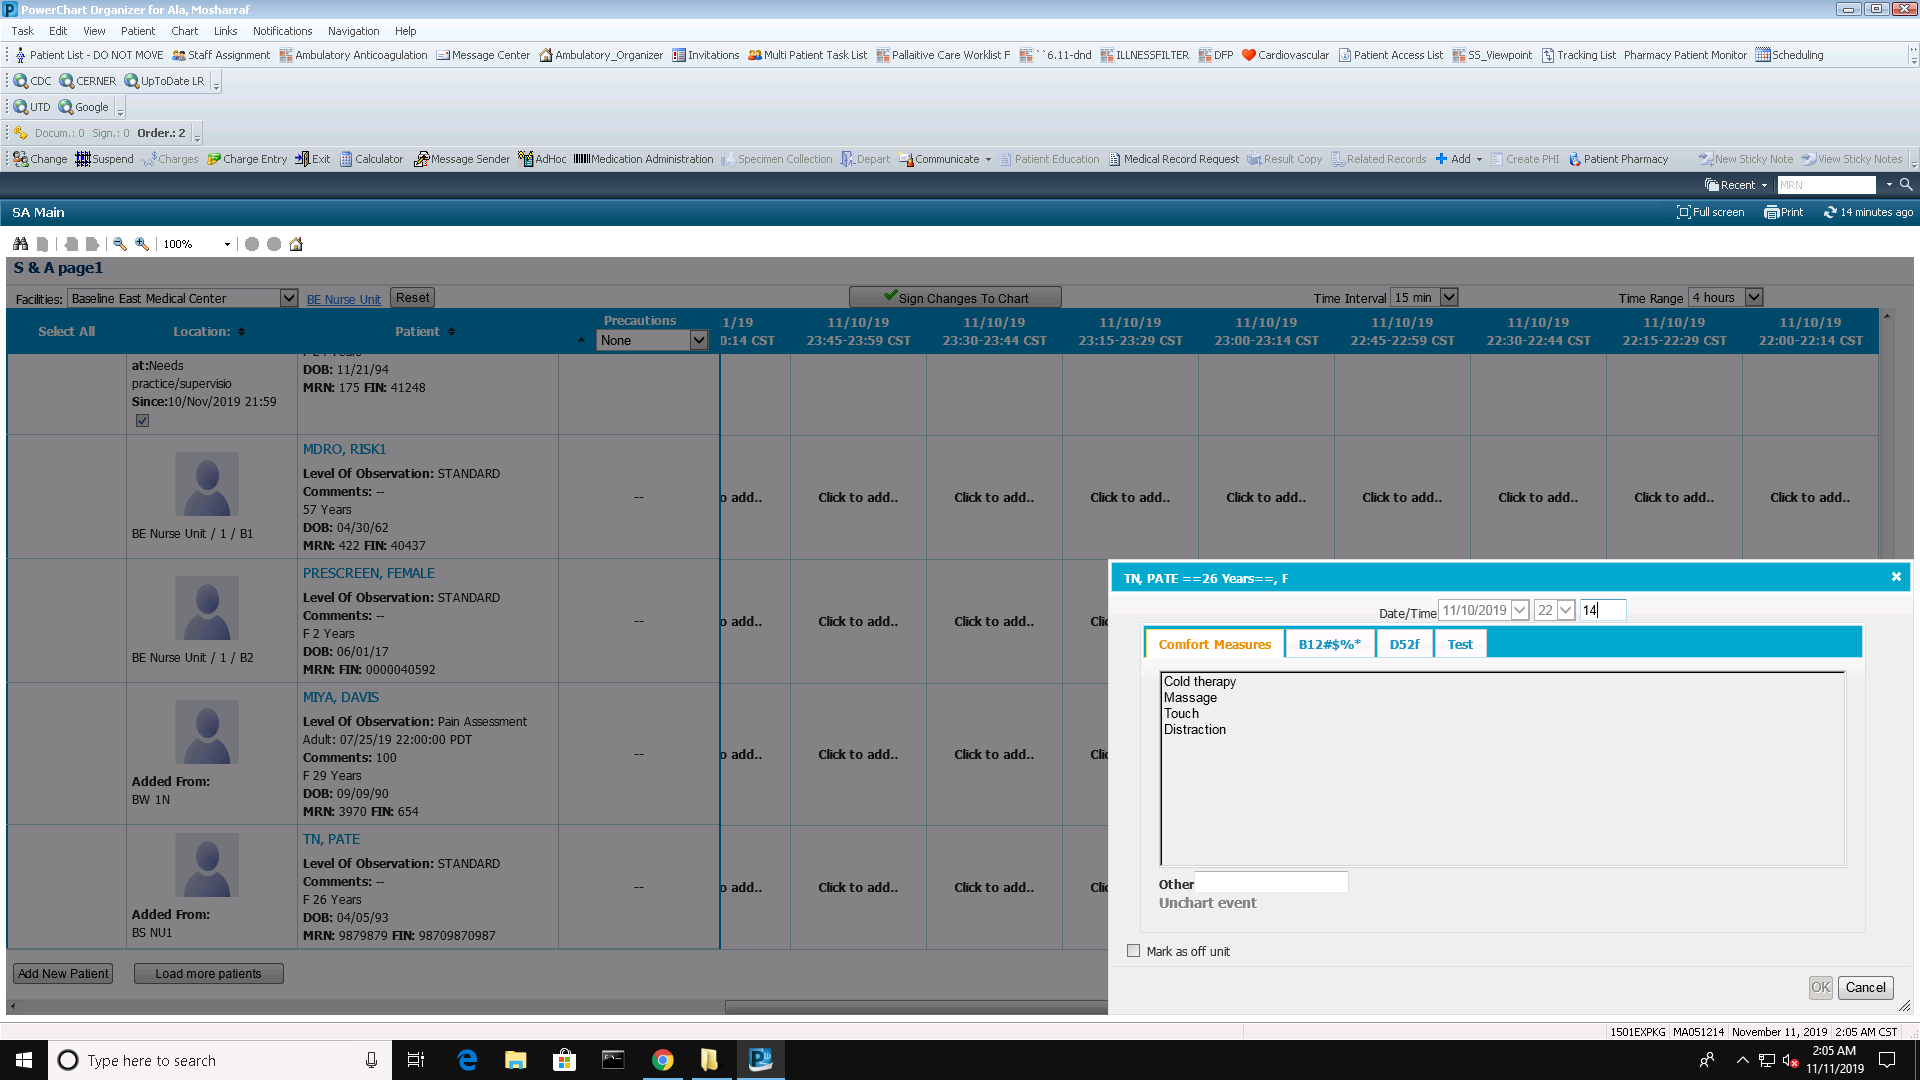 PowerChart Organizer for Ala, Mosharraf
Task Edit View Patient Chart Links Notifications Navigation Help
Patient List - DO NOT MOVE Staff Assignment Ambulatory Anticoagulation Message Center Ambulatory_Organizer Invitations Multi Patient Task List Pallaitive Care Worklist F ``6.11-dnd ILLNESSFILTER DFP Cardiovascular Patient Access List SS_Viewpoint Tracking List Pharmacy Patient Monitor Scheduling
CDC CERNER UpToDate LR
UTD Google
Docum.: 0 Sign.: 0 Order.: 2
Change Suspend Charges Charge Entry Exit Calculator Message Sender AdHoc Medication Administration Specimen Collection Depart Communicate Patient Education Medical Record Request Result Copy Related Records Add Create PHI Patient Pharmacy New Sticky Note View Sticky Notes
Recent MRN
SA Main Full screen Print 14 minutes ago
100%
S & A page1
Facilities: Baseline East Medical Center BE Nurse Unit Reset Sign Changes To Chart Time Interval 15 min Time Range 4 hours
Select All Location: Patient Precautions None
1/19 11/10/19 11/10/19 11/10/19 11/10/19 11/10/19 11/10/19 11/10/19 11/10/19
0:14 CST 23:45-23:59 CST 23:30-23:44 CST 23:15-23:29 CST 23:00-23:14 CST 22:45-22:59 CST 22:30-22:44 CST 22:15-22:29 CST 22:00-22:14 CST
at:Needs
practice/supervisio
Since:10/Nov/2019 21:59
DOB: 11/21/94
MRN: 175 FIN: 41248
BE Nurse Unit / 1 / B1
MDRO, RISK1
Level Of Observation: STANDARD
Comments: --
57 Years
DOB: 04/30/62
MRN: 422 FIN: 40437
--
o add.. Click to add.. Click to add.. Click to add.. Click to add.. Click to add.. Click to add.. Click to add.. Click to add..
BE Nurse Unit / 1 / B2
PRESCREEN, FEMALE
Level Of Observation: STANDARD
Comments: --
F 2 Years
DOB: 06/01/17
MRN: FIN: 0000040592
--
o add.. Click to add.. Click to add.. Clic
Added From:
BW 1N
MIYA, DAVIS
Level Of Observation: Pain Assessment
Adult: 07/25/19 22:00:00 PDT
Comments: 100
F 29 Years
DOB: 09/09/90
MRN: 3970 FIN: 654
--
o add.. Click to add.. Click to add.. Clic
Added From:
BS NU1
TN, PATE
Level Of Observation: STANDARD
Comments: --
F 26 Years
DOB: 04/05/93
MRN: 9879879 FIN: 98709870987
--
o add.. Click to add.. Click to add.. Clic
Add New Patient Load more patients
TN, PATE ==26 Years==, F
Date/Time 11/10/2019 22 14
Comfort Measures B12#$%* D52f Test
Cold therapy
Massage
Touch
Distraction
Other
Unchart event
Mark as off unit
OK Cancel
1501EXPKG MA051214 November 11, 2019 2:05 AM CST
Type here to search
2:05 AM
11/11/2019